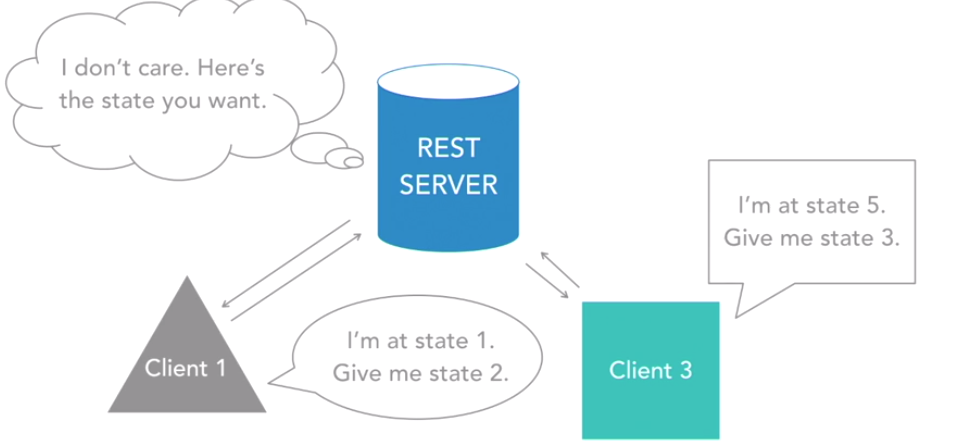 I don't care. Here's
the state you want.
REST
SERVER
I'm at state 5.
Give me state 3.
I'm at state 1.
Give me state 2.
Client 1
Client 3